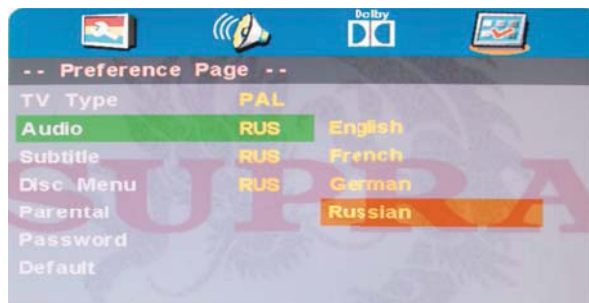 Dolby
-- Preference Page --
TV Type PAL
Audio RUS English
Subtitle RUS French
Disc Menu RUS German
Parental Russian
Password
Default
SUPRA